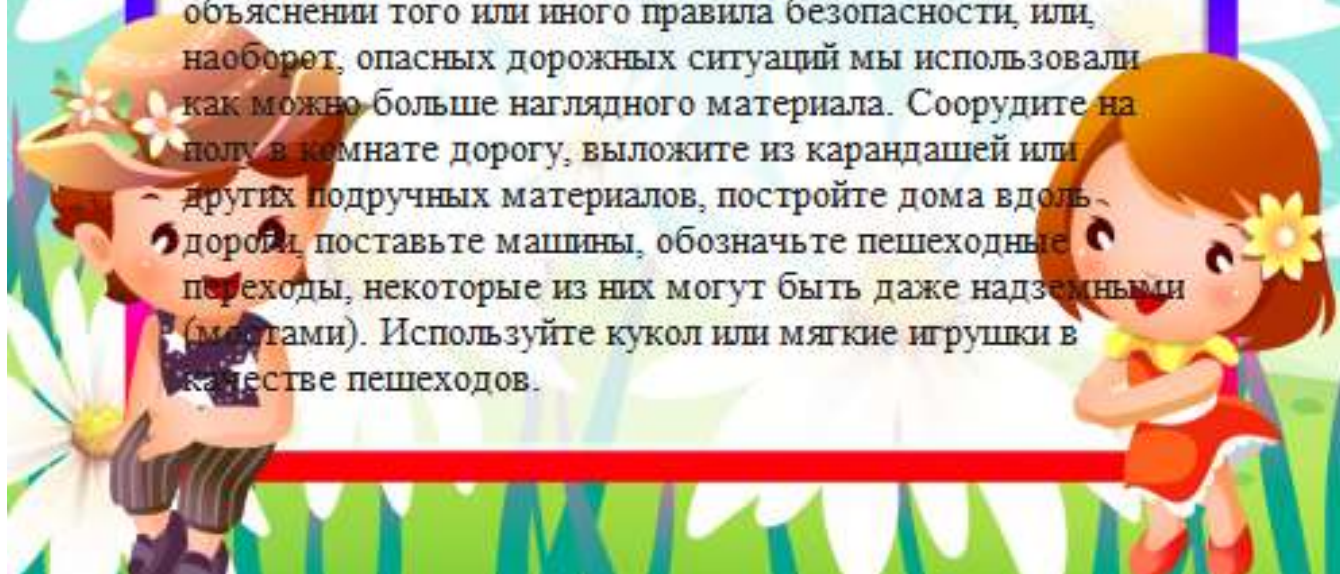 объяснении того или иного правила безопасности, или,
наоборот, опасных дорожных ситуаций мы использовали
как можно больше наглядного материала. Соорудите на
полу в комнате дорогу, выложите из карандашей или
других подручных материалов, постройте дома вдоль
дороги, поставьте машины, обозначьте пешеходные
переходы, некоторые из них могут быть даже надземными
(мостами). Используйте кукол или мягкие игрушки в
качестве пешеходов.